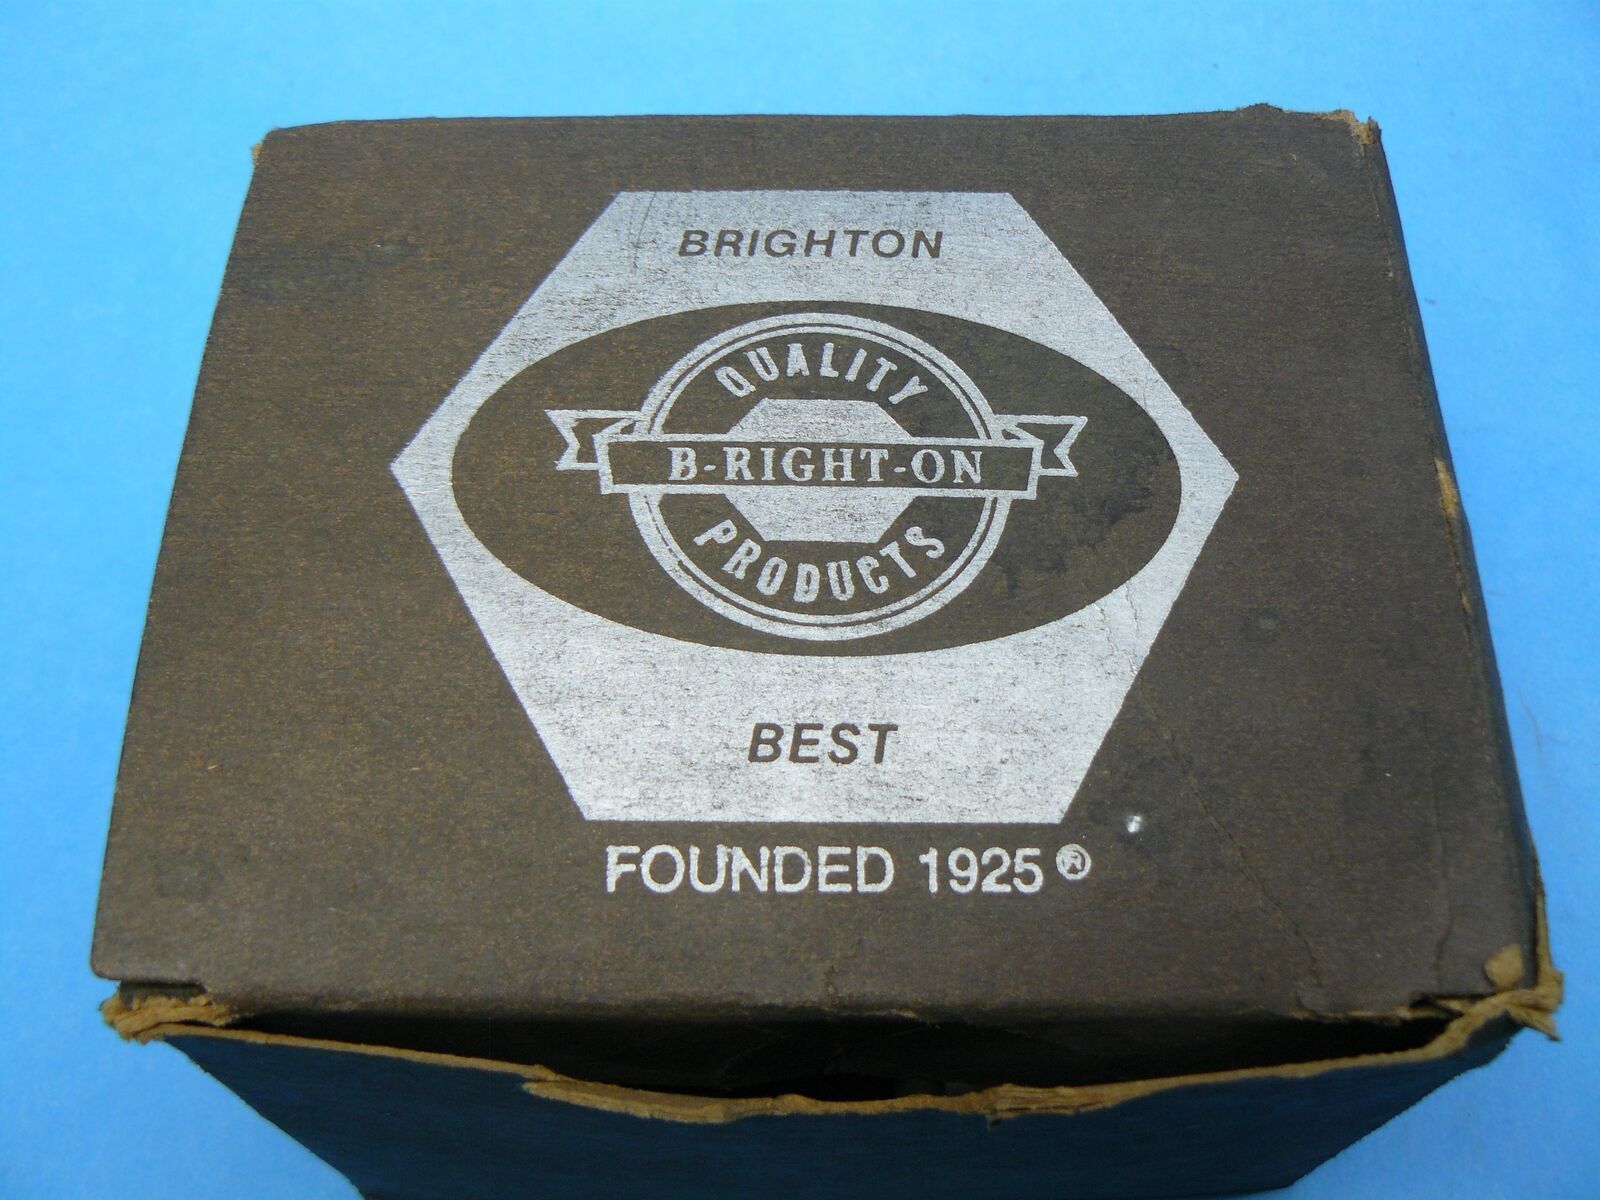 BRIGHTON
QUALITY
B-RIGHT-ON
PRODUCTS
BEST
FOUNDED 1925®